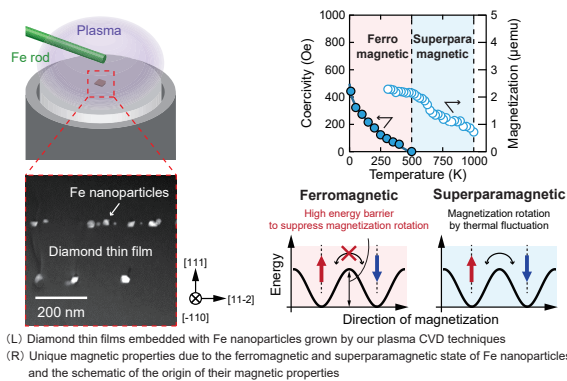 Plasma
Fe rod
Fe nanoparticles
Diamond thin film
200 nm
[111]
[11-2]
[-110]
Coercivity (Oe)
1000
800
600
400
200
0
Ferro
magnetic
Superpara
magnetic
5
4
3
2
1
0
Magnetization (μemu)
0 250 500 750 1000
Temperature (K)
Ferromagnetic
High energy barrier
to suppress magnetization rotation
Superparamagnetic
Magnetization rotation
by thermal fluctuation
Energy
Direction of magnetization
(L) Diamond thin films embedded with Fe nanoparticles grown by our plasma CVD techniques
(R) Unique magnetic properties due to the ferromagnetic and superparamagnetic state of Fe nanoparticles
and the schematic of the origin of their magnetic properties